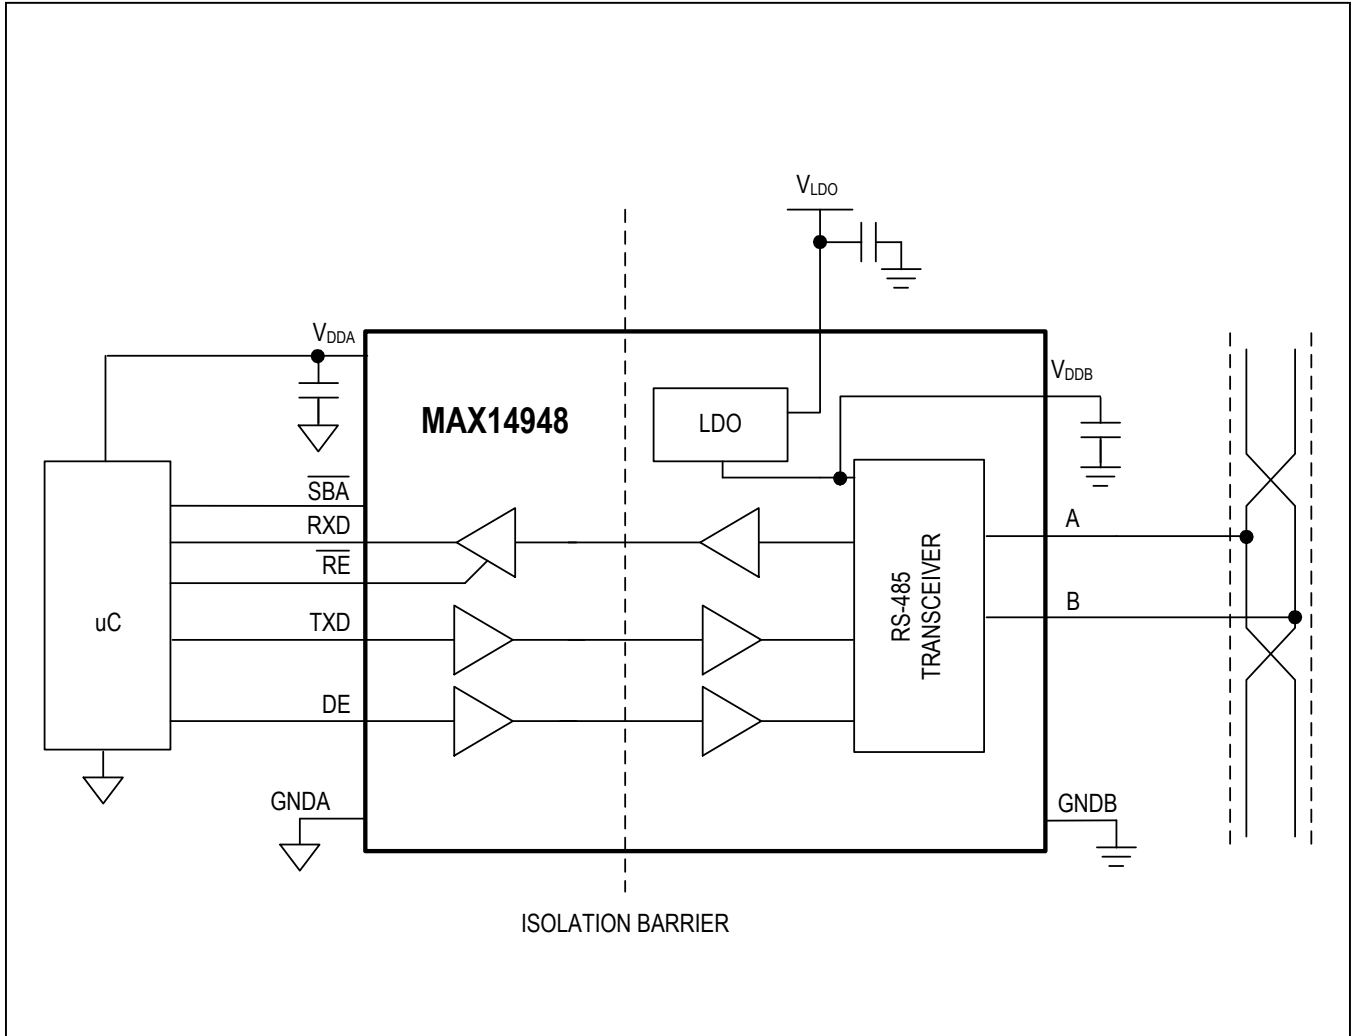 VLDO
VDDA
VDDB
MAX14948
LDO
SBA
RXD
RE
TXD
DE
uC
RS-485
TRANSCEIVER
A
B
GNDA
GNDB
ISOLATION BARRIER